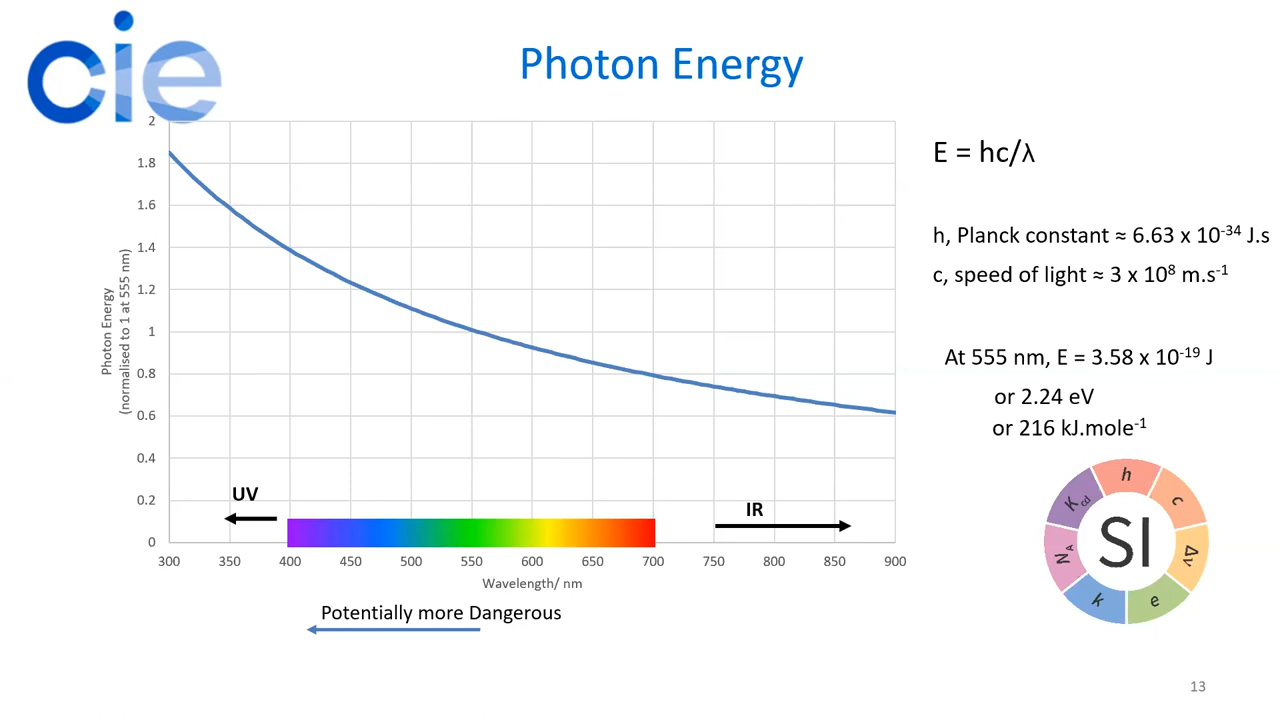 cie
Photon Energy
E = hc/λ
h, Planck constant ≈ 6.63 x 10⁻³⁴ J.s
c, speed of light ≈ 3 x 10⁸ m.s⁻¹
At 555 nm, E = 3.58 x 10⁻¹⁹ J
or 2.24 eV
or 216 kJ.mole⁻¹
Photon Energy
(normalised to 1 at 555 nm)
2
1.8
1.6
1.4
1.2
1
0.8
0.6
0.4
0.2
0
UV
IR
300 350 400 450 500 550 600 650 700 750 800 850 900
Wavelength/ nm
Potentially more Dangerous
h
c
Δν
e
k
N_A
K_cd
SI
13